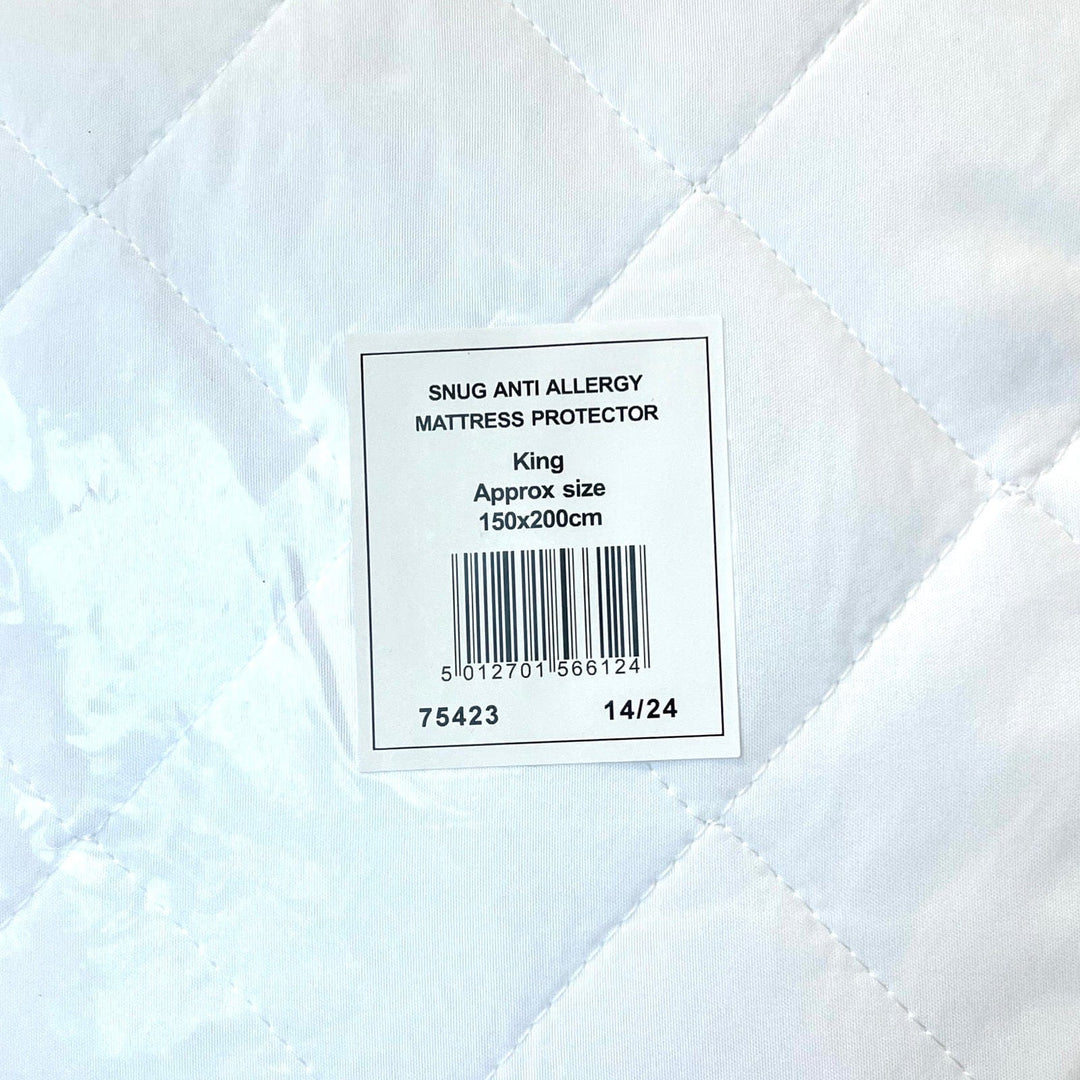 SNUG ANTI ALLERGY
MATTRESS PROTECTOR
King
Approx size
150x200cm
5 012701 566124
75423 14/24